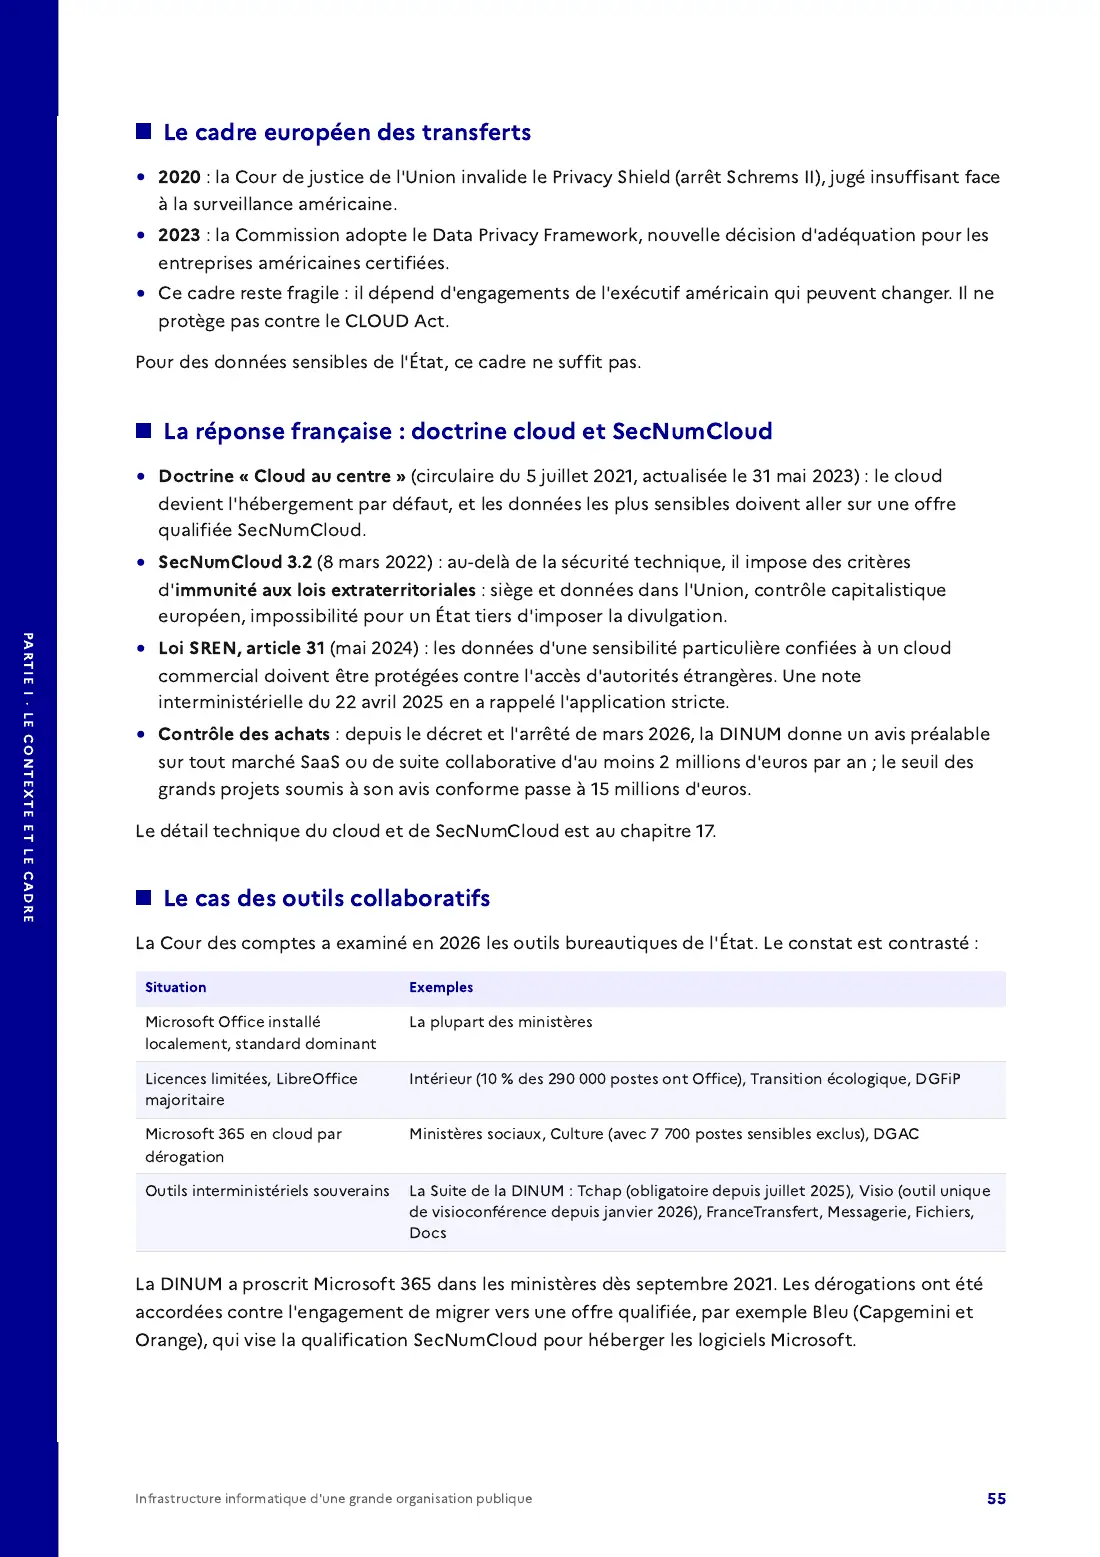 Le cadre européen des transferts
• 2020 : la Cour de justice de l'Union invalide le Privacy Shield (arrêt Schrems II), jugé insuffisant face
à la surveillance américaine.
• 2023 : la Commission adopte le Data Privacy Framework, nouvelle décision d'adéquation pour les
entreprises américaines certifiées.
• Ce cadre reste fragile : il dépend d'engagements de l'exécutif américain qui peuvent changer. Il ne
protège pas contre le CLOUD Act.
Pour des données sensibles de l'État, ce cadre ne suffit pas.
La réponse française : doctrine cloud et SecNumCloud
• Doctrine « Cloud au centre » (circulaire du 5 juillet 2021, actualisée le 31 mai 2023) : le cloud
devient l'hébergement par défaut, et les données les plus sensibles doivent aller sur une offre
qualifiée SecNumCloud.
• SecNumCloud 3.2 (8 mars 2022) : au-delà de la sécurité technique, il impose des critères
d'immunité aux lois extraterritoriales : siège et données dans l'Union, contrôle capitalistique
européen, impossibilité pour un État tiers d'imposer la divulgation.
• Loi SREN, article 31 (mai 2024) : les données d'une sensibilité particulière confiées à un cloud
commercial doivent être protégées contre l'accès d'autorités étrangères. Une note
interministérielle du 22 avril 2025 en a rappelé l'application stricte.
• Contrôle des achats : depuis le décret et l'arrêté de mars 2026, la DINUM donne un avis préalable
sur tout marché SaaS ou de suite collaborative d'au moins 2 millions d'euros par an ; le seuil des
grands projets soumis à son avis conforme passe à 15 millions d'euros.
Le détail technique du cloud et de SecNumCloud est au chapitre 17.
Le cas des outils collaboratifs
La Cour des comptes a examiné en 2026 les outils bureautiques de l'État. Le constat est contrasté :
Situation Exemples
Microsoft Office installé La plupart des ministères
localement, standard dominant
Licences limitées, LibreOffice Intérieur (10 % des 290 000 postes ont Office), Transition écologique, DGFiP
majoritaire
Microsoft 365 en cloud par Ministères sociaux, Culture (avec 7 700 postes sensibles exclus), DGAC
dérogation
Outils interministériels souverains La Suite de la DINUM : Tchap (obligatoire depuis juillet 2025), Visio (outil unique
de visioconférence depuis janvier 2026), FranceTransfert, Messagerie, Fichiers,
Docs
La DINUM a proscrit Microsoft 365 dans les ministères dès septembre 2021. Les dérogations ont été
accordées contre l'engagement de migrer vers une offre qualifiée, par exemple Bleu (Capgemini et
Orange), qui vise la qualification SecNumCloud pour héberger les logiciels Microsoft.
PARTIE I · LE CONTEXTE ET LE CADRE
Infrastructure informatique d'une grande organisation publique 55